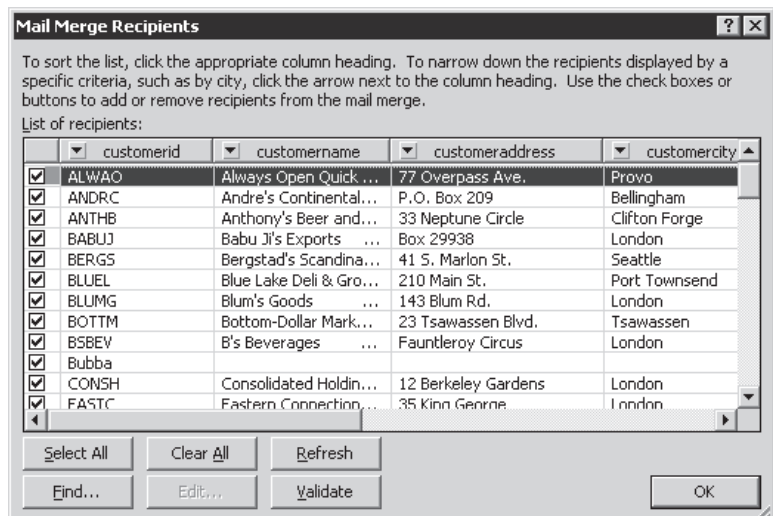 Mail Merge Recipients
To sort the list, click the appropriate column heading. To narrow down the recipients displayed by a
specific criteria, such as by city, click the arrow next to the column heading. Use the check boxes or
buttons to add or remove recipients from the mail merge.
List of recipients:
customerid customername customeraddress customercity
ALWAO Always Open Quick ... 77 Overpass Ave. Provo
ANDRC Andre's Continental... P.O. Box 209 Bellingham
ANTHB Anthony's Beer and... 33 Neptune Circle Clifton Forge
BABUJ Babu Ji's Exports ... Box 29938 London
BERGS Bergstad's Scandina... 41 S. Marlon St. Seattle
BLUEL Blue Lake Deli & Gro... 210 Main St. Port Townsend
BLUMG Blum's Goods ... 143 Blum Rd. London
BOTTM Bottom-Dollar Mark... 23 Tsawassen Blvd. Tsawassen
BSBEV B's Beverages ... Fauntleroy Circus London
Bubba
CONSH Consolidated Holdin... 12 Berkeley Gardens London
EASTC Eastern Connection... 35 King George London
Select All Clear All Refresh
Find... Edit... Validate OK